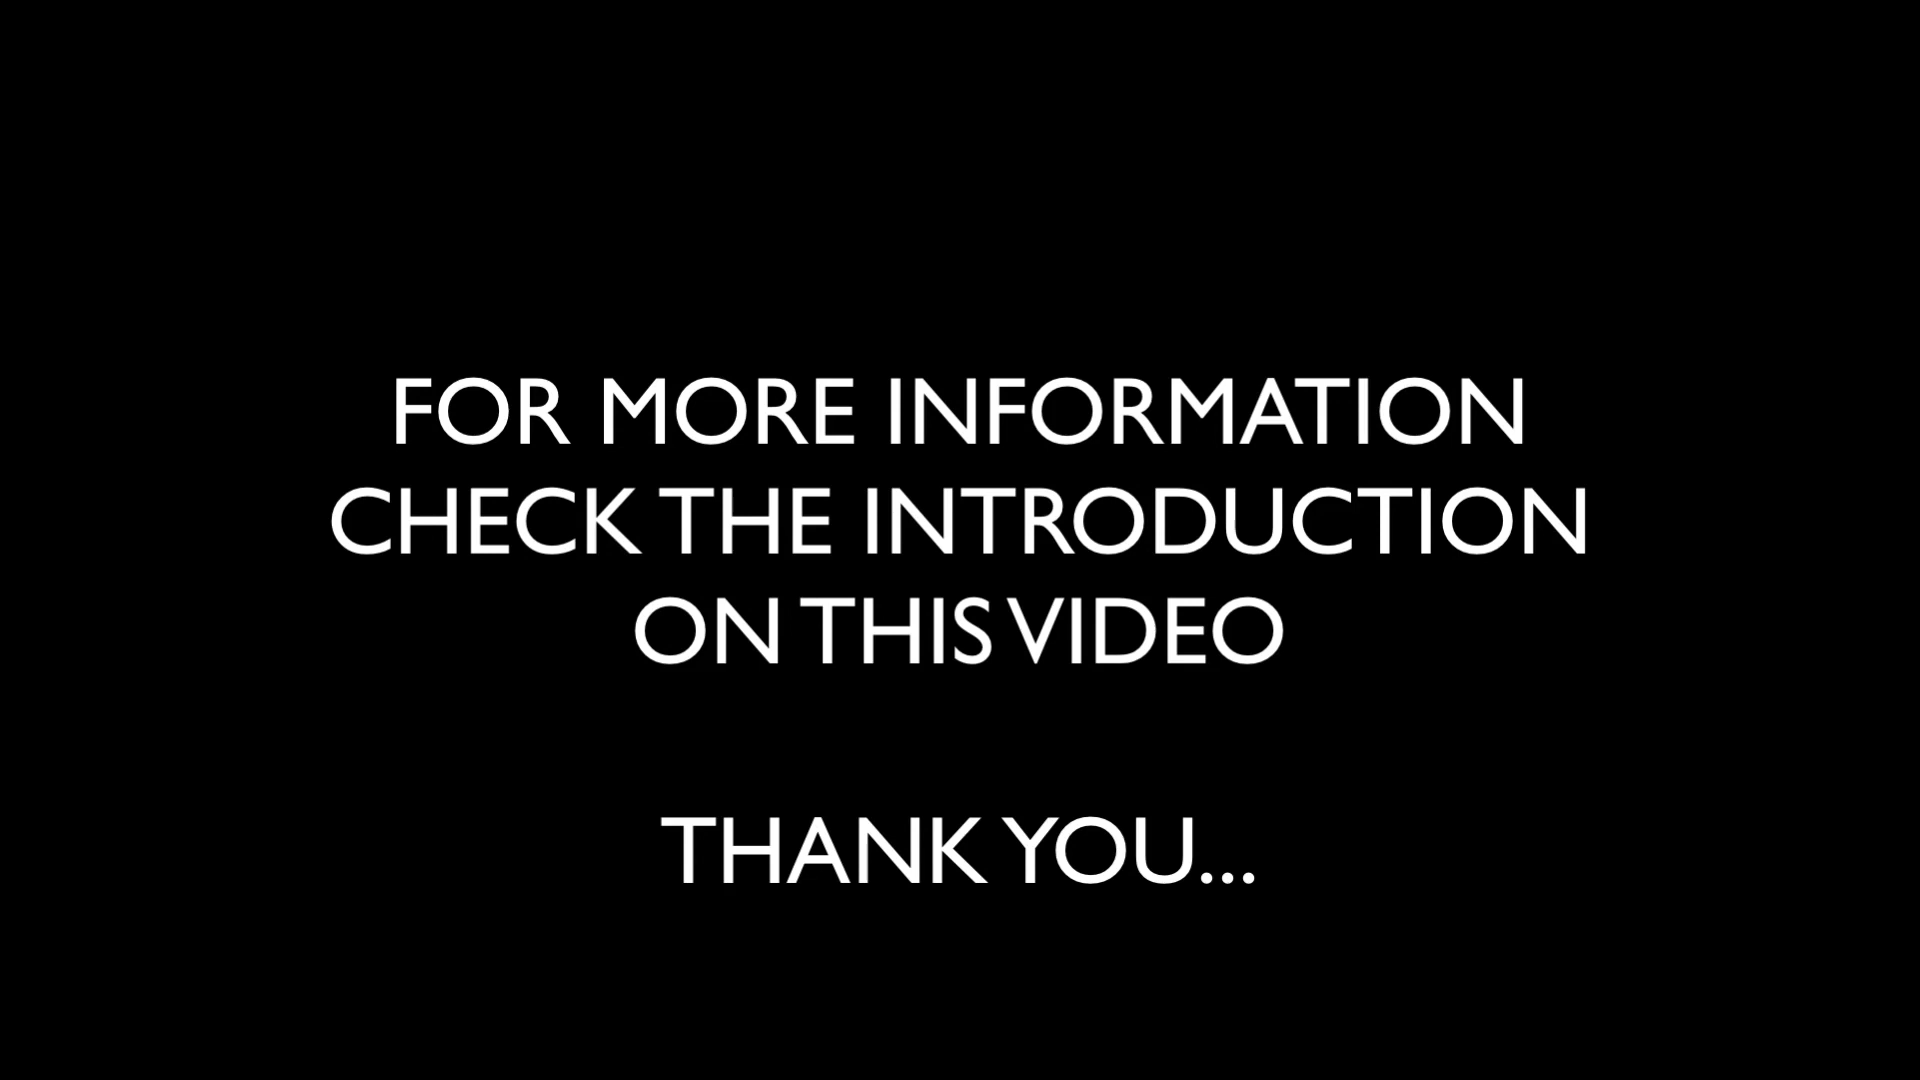 FOR MORE INFORMATION
CHECK THE INTRODUCTION
ON THIS VIDEO
THANK YOU...